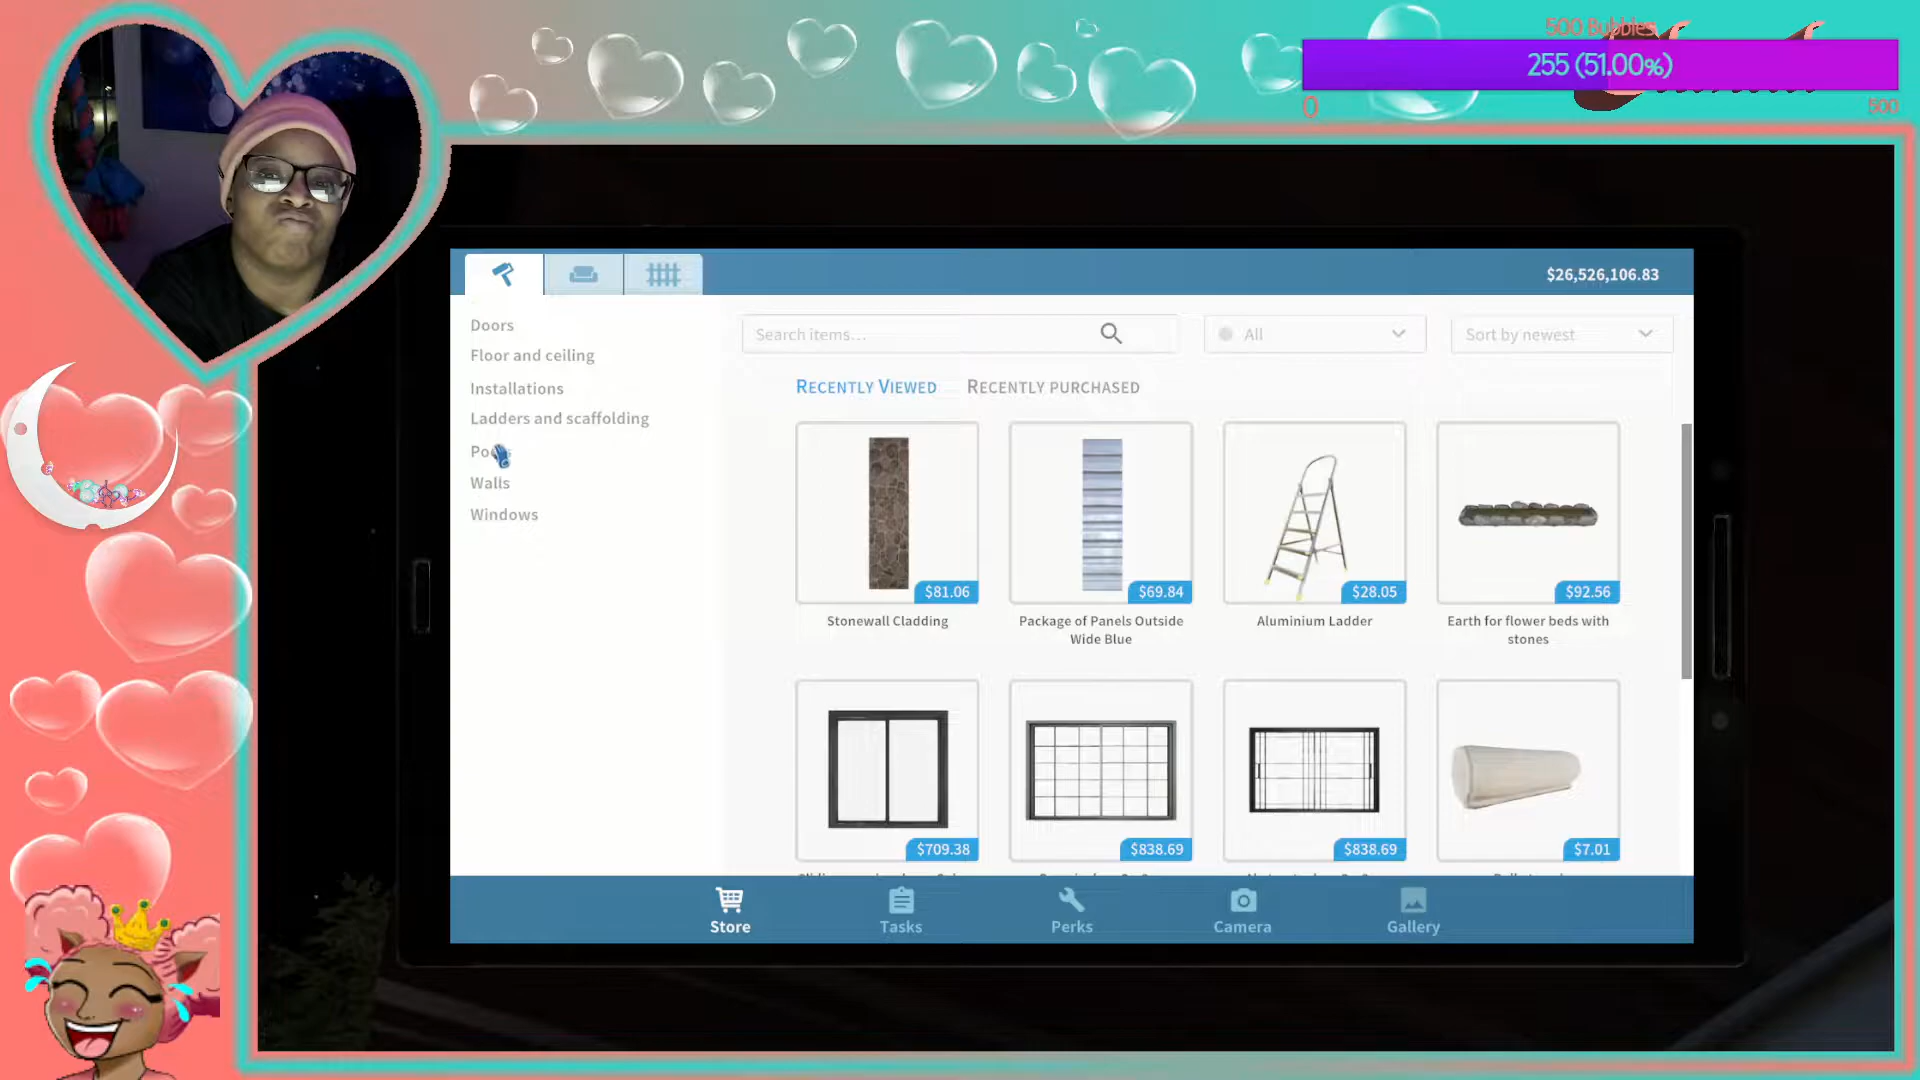 500 Bubbles
255 (51.00%)
0
500
$26,526,106.83
Doors
Floor and ceiling
Installations
Ladders and scaffolding
Walls
Windows
Search items...
All
Sort by newest
RECENTLY VIEWED
RECENTLY PURCHASED
$81.06
$69.84
$28.05
$92.56
Stonewall Cladding
Package of Panels Outside
Wide Blue
Aluminium Ladder
Earth for flower beds with
stones
$709.38
$838.69
$838.69
$7.01
Store
Tasks
Perks
Camera
Gallery